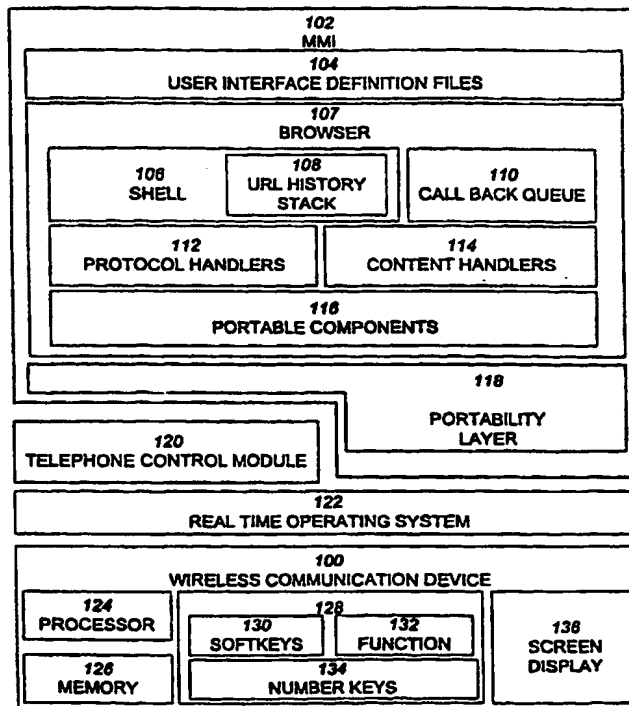 102
MMI
104
USER INTERFACE DEFINITION FILES
107
BROWSER
106
SHELL
108
URL HISTORY
STACK
110
CALL BACK QUEUE
112
PROTOCOL HANDLERS
114
CONTENT HANDLERS
116
PORTABLE COMPONENTS
118
PORTABILITY
LAYER
120
TELEPHONE CONTROL MODULE
122
REAL TIME OPERATING SYSTEM
100
WIRELESS COMMUNICATION DEVICE
124
PROCESSOR
126
MEMORY
128
130
SOFTKEYS
132
FUNCTION
134
NUMBER KEYS
136
SCREEN
DISPLAY